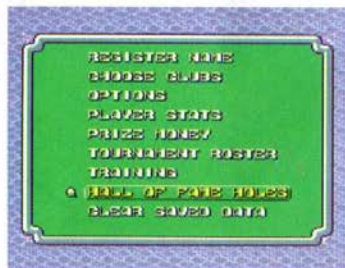 REGISTER NAME
CHOOSE CLUBS
OPTIONS
PLAYER STATS
PRIZE MONEY
TOURNAMENT ROSTER
TRAINING
HALL OF FAME HOLES
CLEAR SAVED DATA